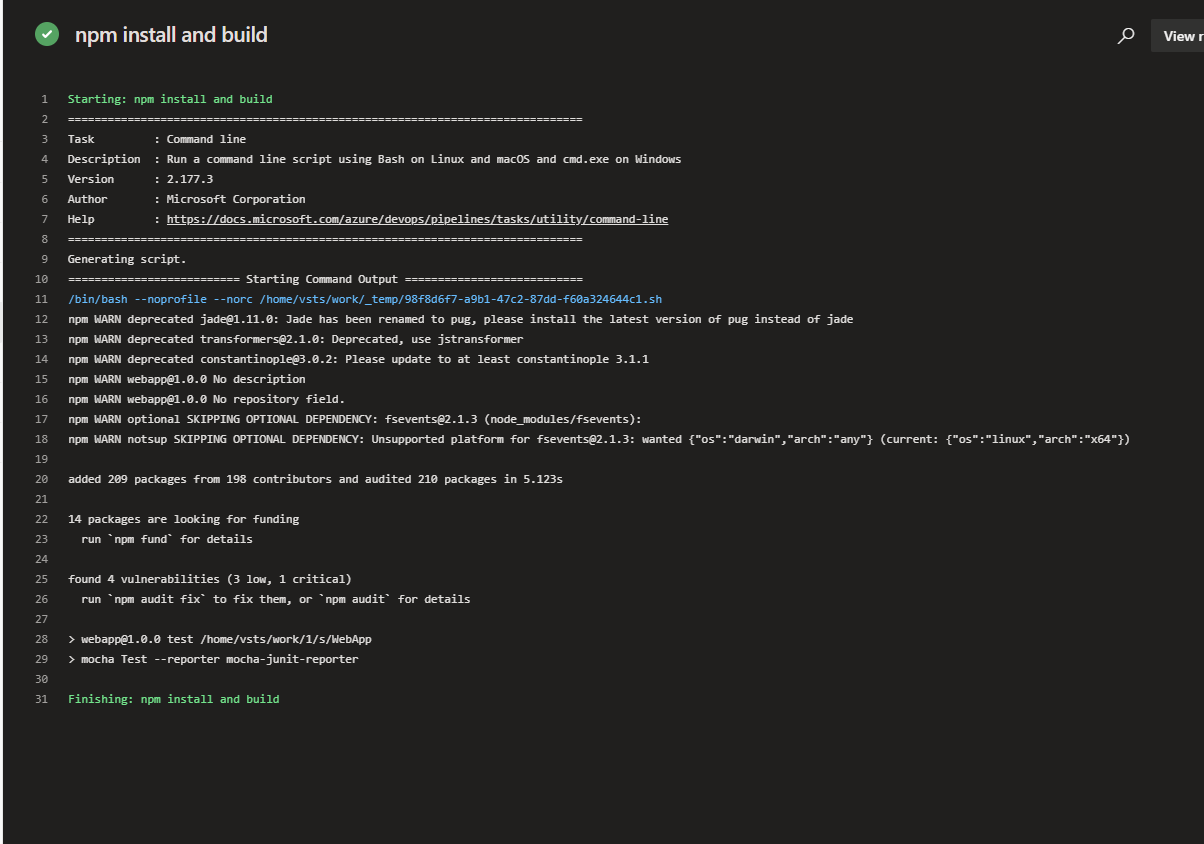 npm install and build
View r
1 Starting: npm install and build
2 ==============================================================================
3 Task         : Command line
4 Description  : Run a command line script using Bash on Linux and macOS and cmd.exe on Windows
5 Version      : 2.177.3
6 Author       : Microsoft Corporation
7 Help         : https://docs.microsoft.com/azure/devops/pipelines/tasks/utility/command-line
8 ==============================================================================
9 Generating script.
10 ========================== Starting Command Output ===========================
11 /bin/bash --noprofile --norc /home/vsts/work/_temp/98f8d6f7-a9b1-47c2-87dd-f60a324644c1.sh
12 npm WARN deprecated jade@1.11.0: Jade has been renamed to pug, please install the latest version of pug instead of jade
13 npm WARN deprecated transformers@2.1.0: Deprecated, use jstransformer
14 npm WARN deprecated constantinople@3.0.2: Please update to at least constantinople 3.1.1
15 npm WARN webapp@1.0.0 No description
16 npm WARN webapp@1.0.0 No repository field.
17 npm WARN optional SKIPPING OPTIONAL DEPENDENCY: fsevents@2.1.3 (node_modules/fsevents):
18 npm WARN notsup SKIPPING OPTIONAL DEPENDENCY: Unsupported platform for fsevents@2.1.3: wanted {"os":"darwin","arch":"any"} (current: {"os":"linux","arch":"x64"})
19
20 added 209 packages from 198 contributors and audited 210 packages in 5.123s
21
22 14 packages are looking for funding
23   run `npm fund` for details
24
25 found 4 vulnerabilities (3 low, 1 critical)
26   run `npm audit fix` to fix them, or `npm audit` for details
27
28 > webapp@1.0.0 test /home/vsts/work/1/s/WebApp
29 > mocha Test --reporter mocha-junit-reporter
30
31 Finishing: npm install and build